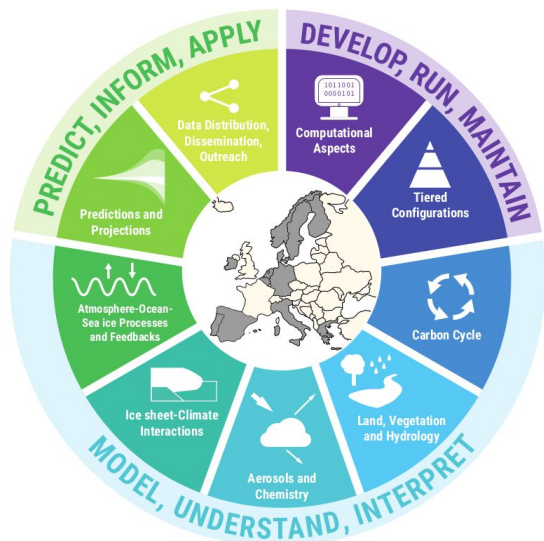 PREDICT, INFORM, APPLY
DEVELOP, RUN, MAINTAIN
Data Distribution,
Dissemination,
Outreach
1011001
0000101
Computational
Aspects
Predictions and
Projections
Tiered
Configurations
Atmosphere-Ocean-
Sea ice Processes
and Feedbacks
Carbon Cycle
Ice sheet-Climate
Interactions
Land, Vegetation
and Hydrology
Aerosols and
Chemistry
MODEL, UNDERSTAND, INTERPRET